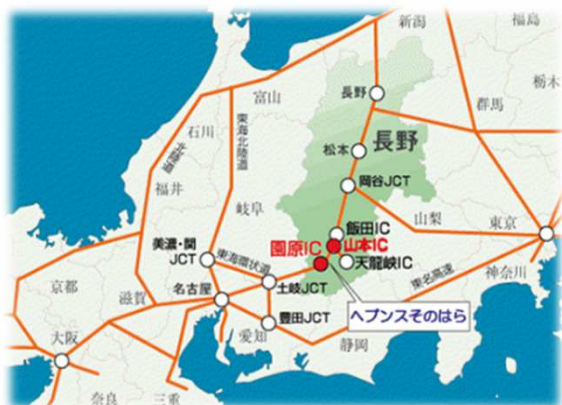 新潟
福島
栃木
富山
長野
群馬
石川
東海北陸道
北陸道
松本
長野
福井
岡谷JCT
岐阜
飯田IC
山梨
東京
園原IC
山本IC
美濃・関
JCT
東海環状道
天龍峡IC
東名高速
神奈川
京都
滋賀
名古屋
土岐JCT
ヘブンスそのはら
豊田JCT
大阪
愛知
静岡
奈良
三重